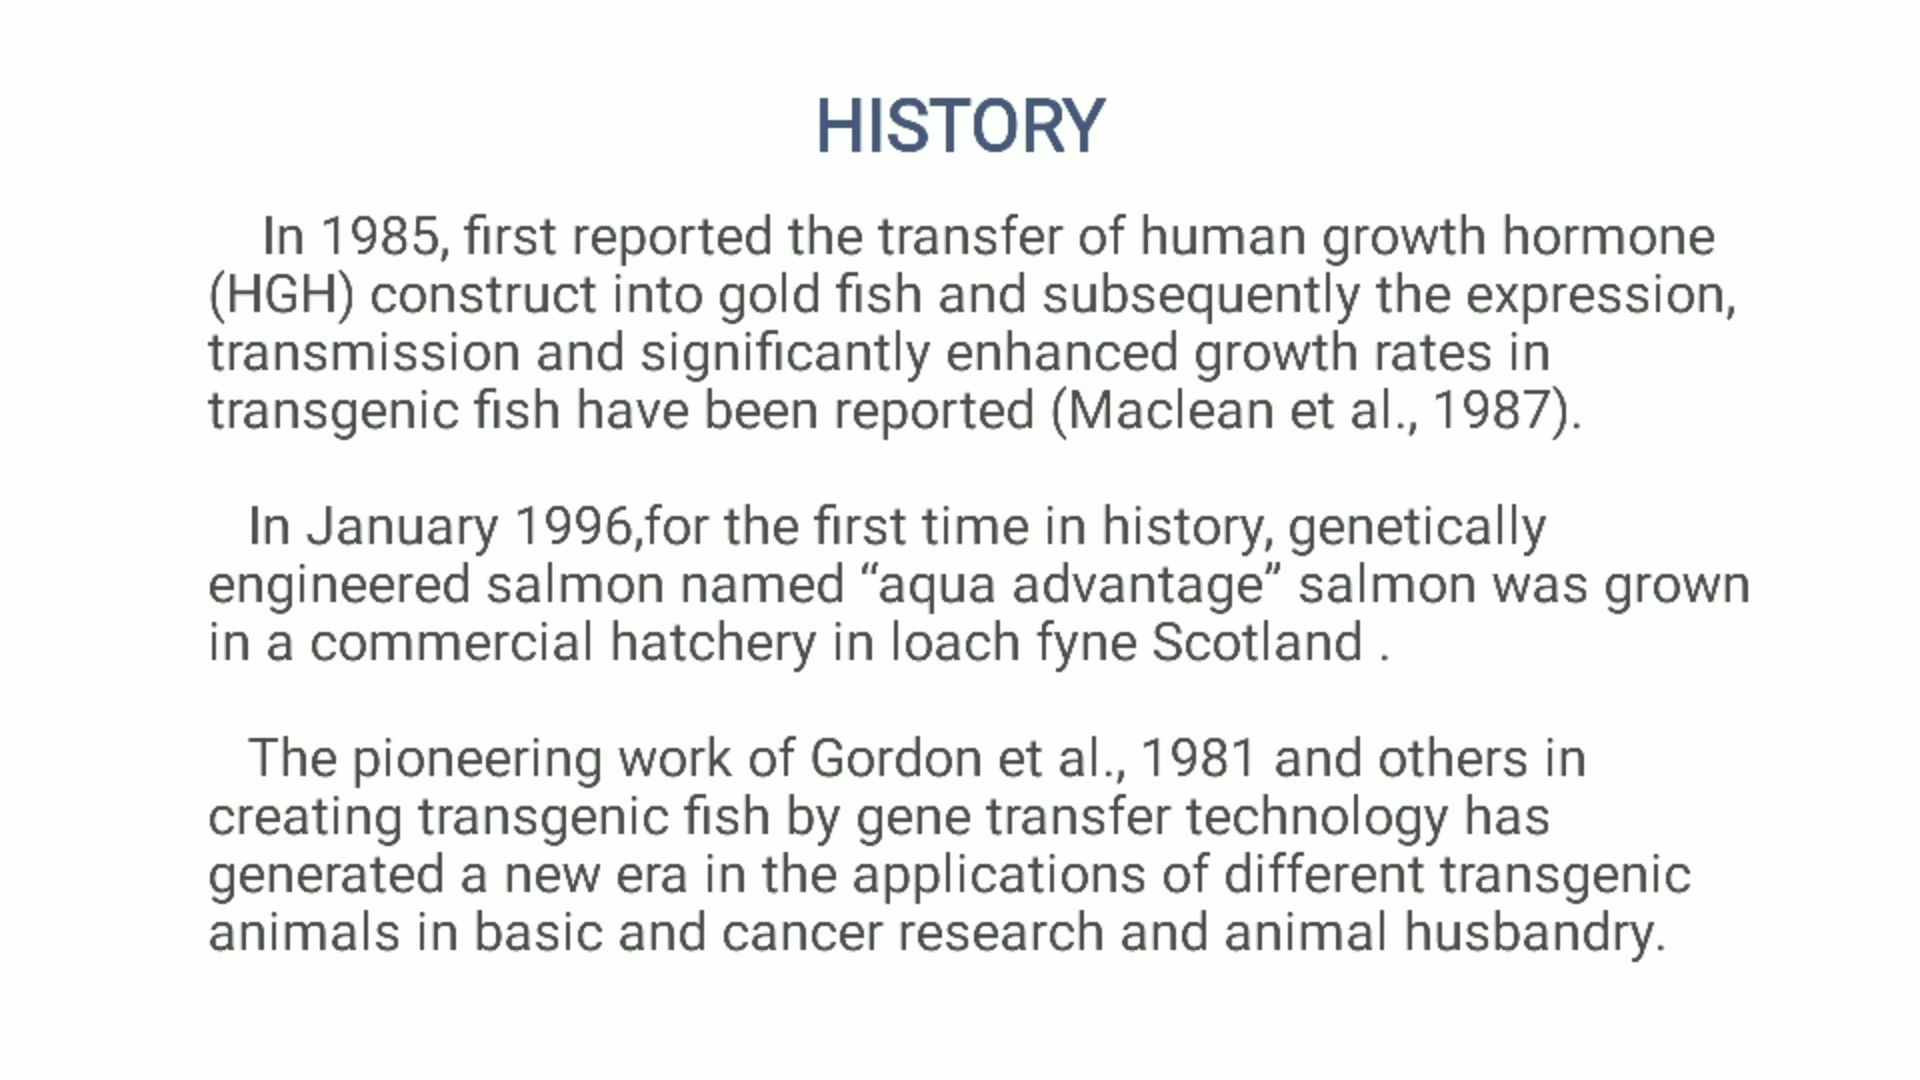 HISTORY
In 1985, first reported the transfer of human growth hormone
(HGH) construct into gold fish and subsequently the expression,
transmission and significantly enhanced growth rates in
transgenic fish have been reported (Maclean et al., 1987).
In January 1996,for the first time in history, genetically
engineered salmon named “aqua advantage” salmon was grown
in a commercial hatchery in loach fyne Scotland .
The pioneering work of Gordon et al., 1981 and others in
creating transgenic fish by gene transfer technology has
generated a new era in the applications of different transgenic
animals in basic and cancer research and animal husbandry.